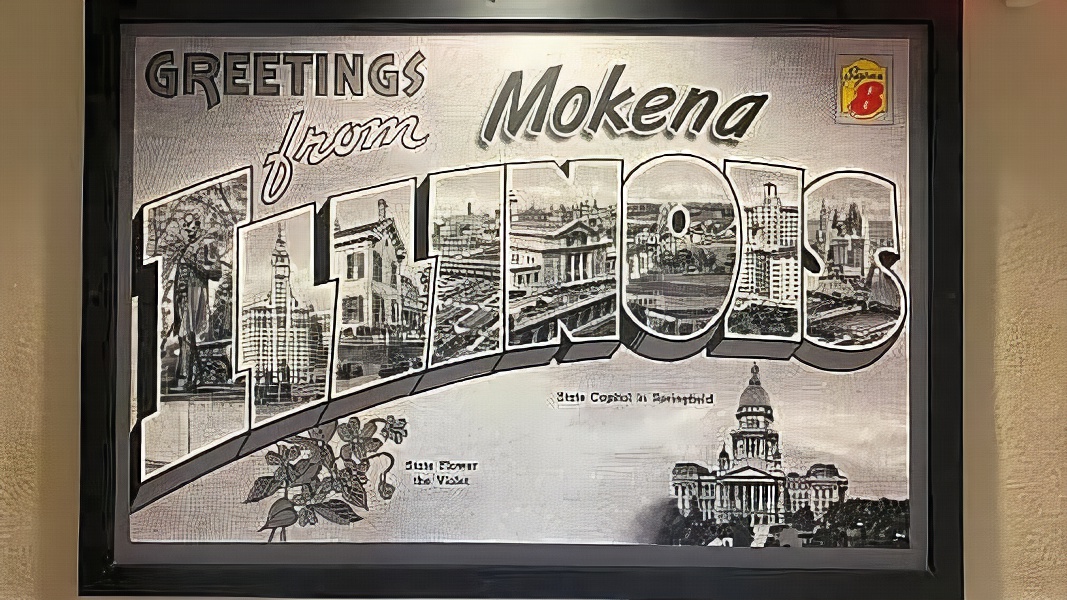 GREETINGS
from
Mokena
Super
8
ILLINOIS
State Capitol in Springfield
State Flower
the Violet